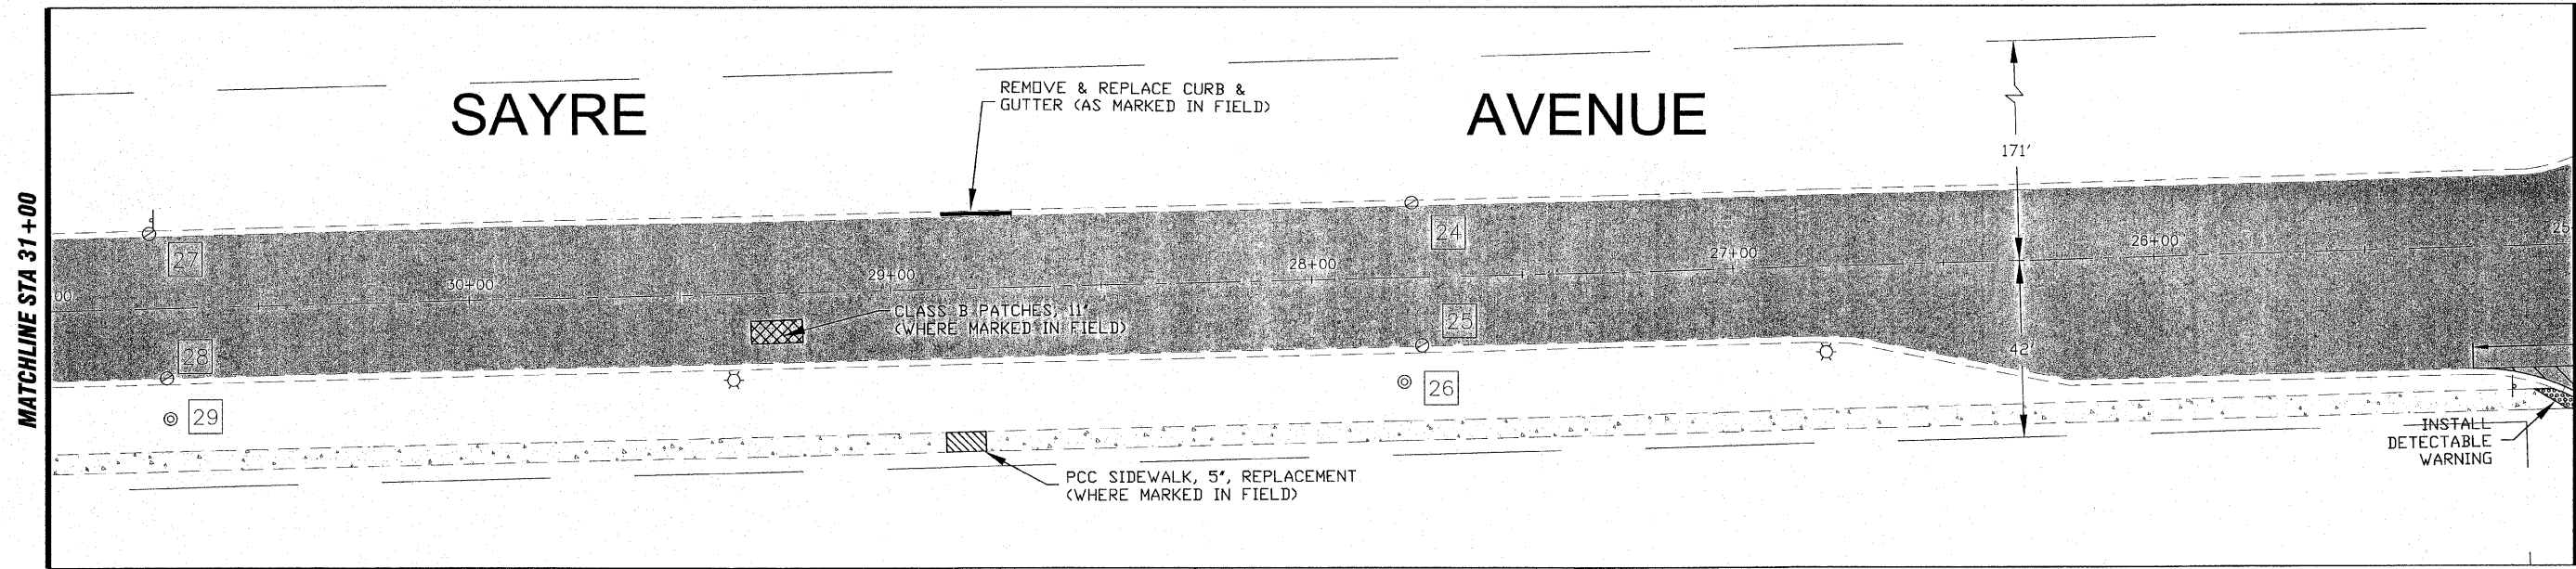 MATCHLINE STA 31+00
SAYRE AVENUE
REMOVE & REPLACE CURB &
GUTTER (AS MARKED IN FIELD)
171'
27
24
00
30+00
29+00
28+00
27+00
26+00
25
CLASS B PATCHES, 11"
(WHERE MARKED IN FIELD)
25
28
42'
29
26
PCC SIDEWALK, 5", REPLACEMENT
(WHERE MARKED IN FIELD)
INSTALL
DETECTABLE
WARNING